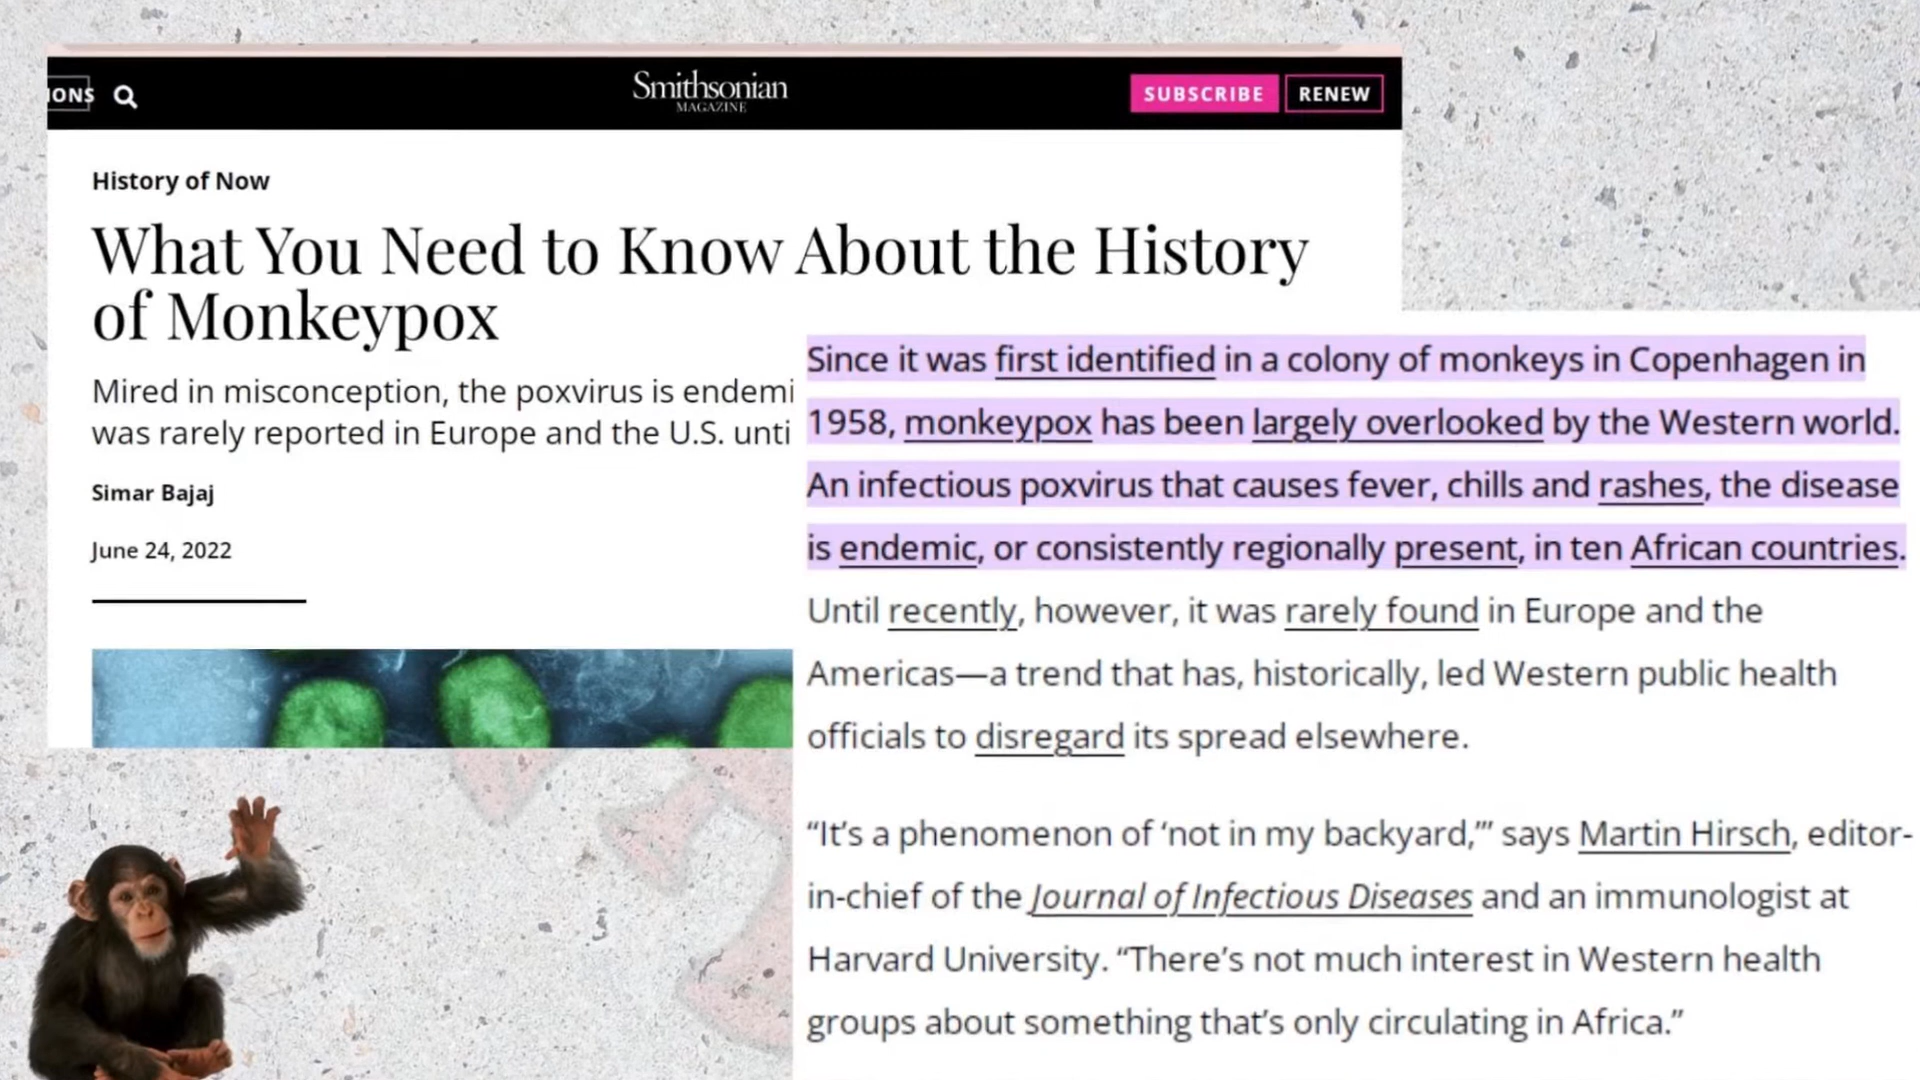 IONS
Smithsonian
MAGAZINE
SUBSCRIBE
RENEW
History of Now
What You Need to Know About the History
of Monkeypox
Mired in misconception, the poxvirus is endemi
was rarely reported in Europe and the U.S. unti
Simar Bajaj
June 24, 2022
Since it was first identified in a colony of monkeys in Copenhagen in
1958, monkeypox has been largely overlooked by the Western world.
An infectious poxvirus that causes fever, chills and rashes, the disease
is endemic, or consistently regionally present, in ten African countries.
Until recently, however, it was rarely found in Europe and the
Americas—a trend that has, historically, led Western public health
officials to disregard its spread elsewhere.
“It’s a phenomenon of ‘not in my backyard,’” says Martin Hirsch, editor-
in-chief of the Journal of Infectious Diseases and an immunologist at
Harvard University. “There’s not much interest in Western health
groups about something that’s only circulating in Africa.”